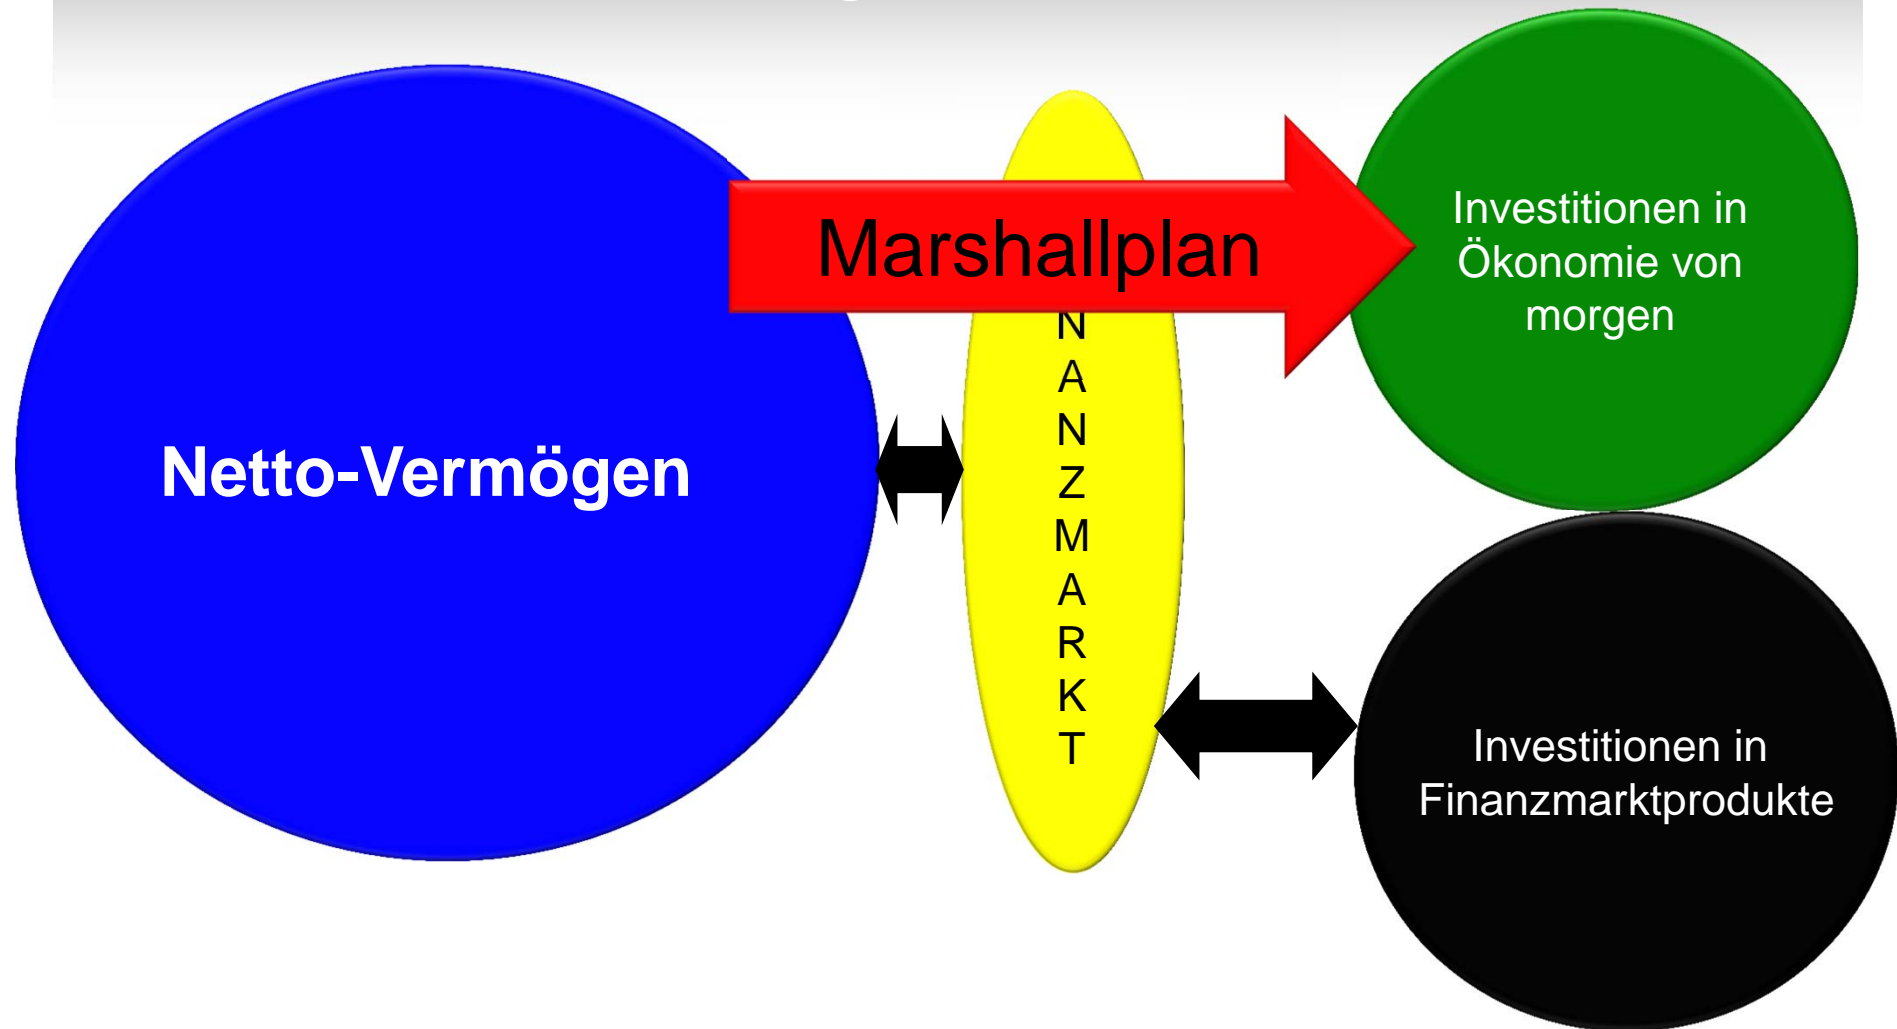 Marshallplan
Investitionen in
Ökonomie von
morgen
Netto-Vermögen
N
A
N
Z
M
A
R
K
T
Investitionen in
Finanzmarktprodukte